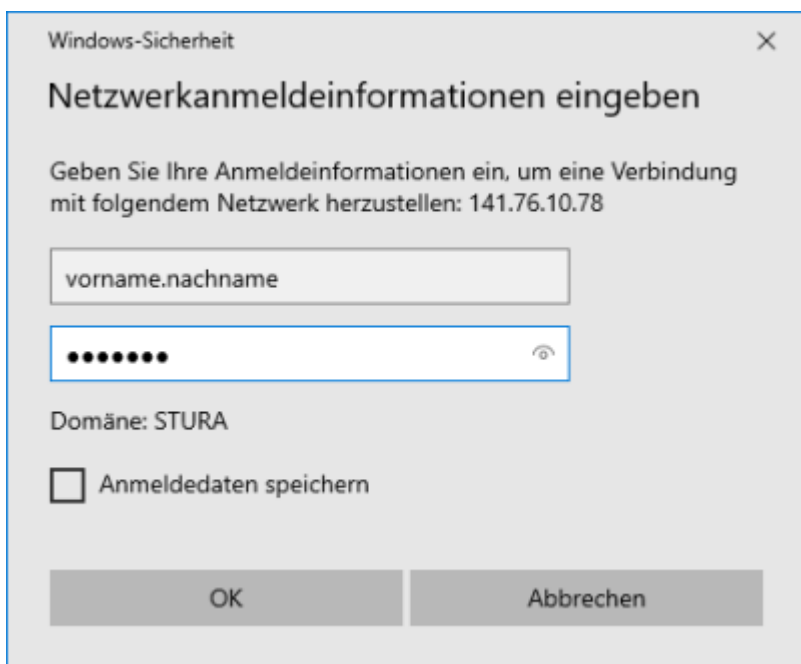 Windows-Sicherheit
Netzwerkanmeldeinformationen eingeben
Geben Sie Ihre Anmeldeinformationen ein, um eine Verbindung
mit folgendem Netzwerk herzustellen: 141.76.10.78
vorname.nachname
•••••••
Domäne: STURA
Anmeldedaten speichern
OK
Abbrechen